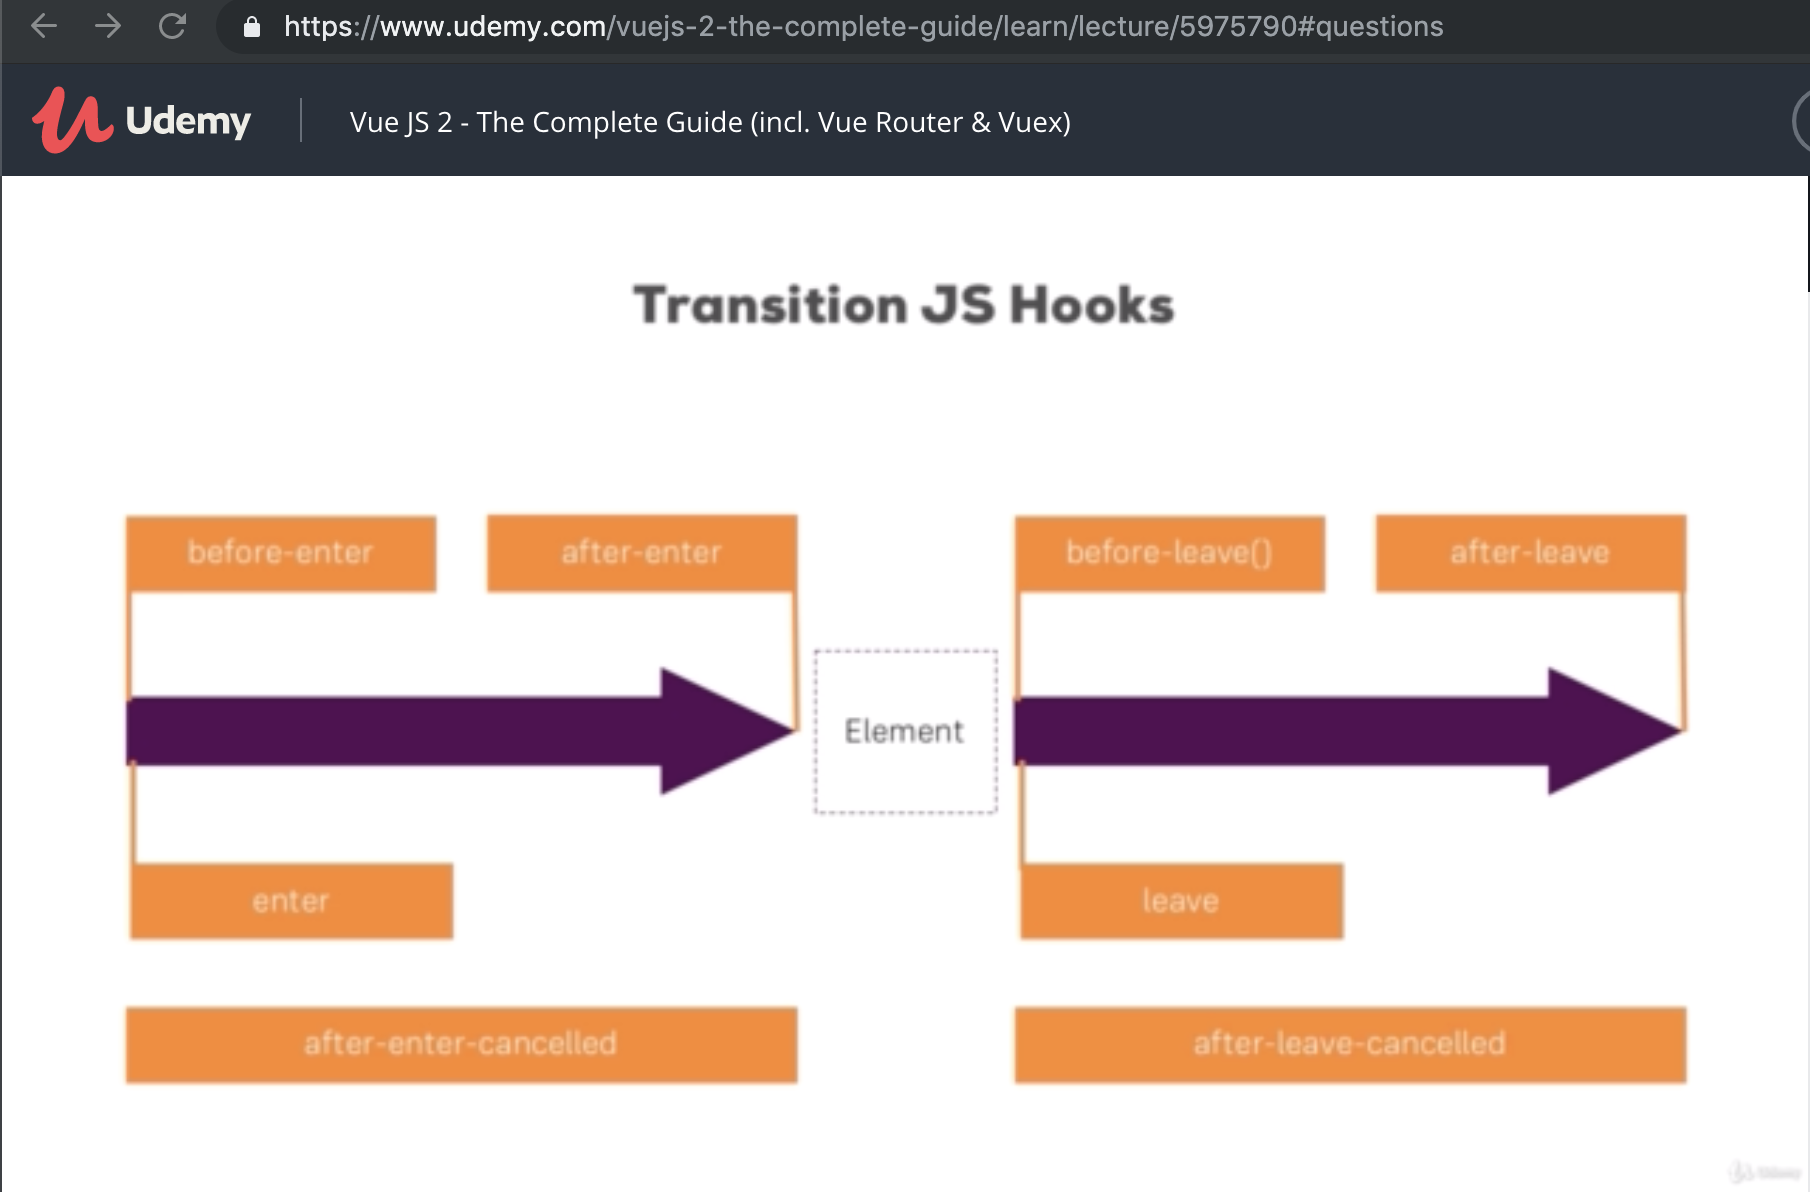 https://www.udemy.com/vuejs-2-the-complete-guide/learn/lecture/5975790#questions
Udemy
Vue JS 2 - The Complete Guide (incl. Vue Router & Vuex)
Transition JS Hooks
before-enter
after-enter
before-leave()
after-leave
Element
enter
leave
after-enter-cancelled
after-leave-cancelled
Udemy